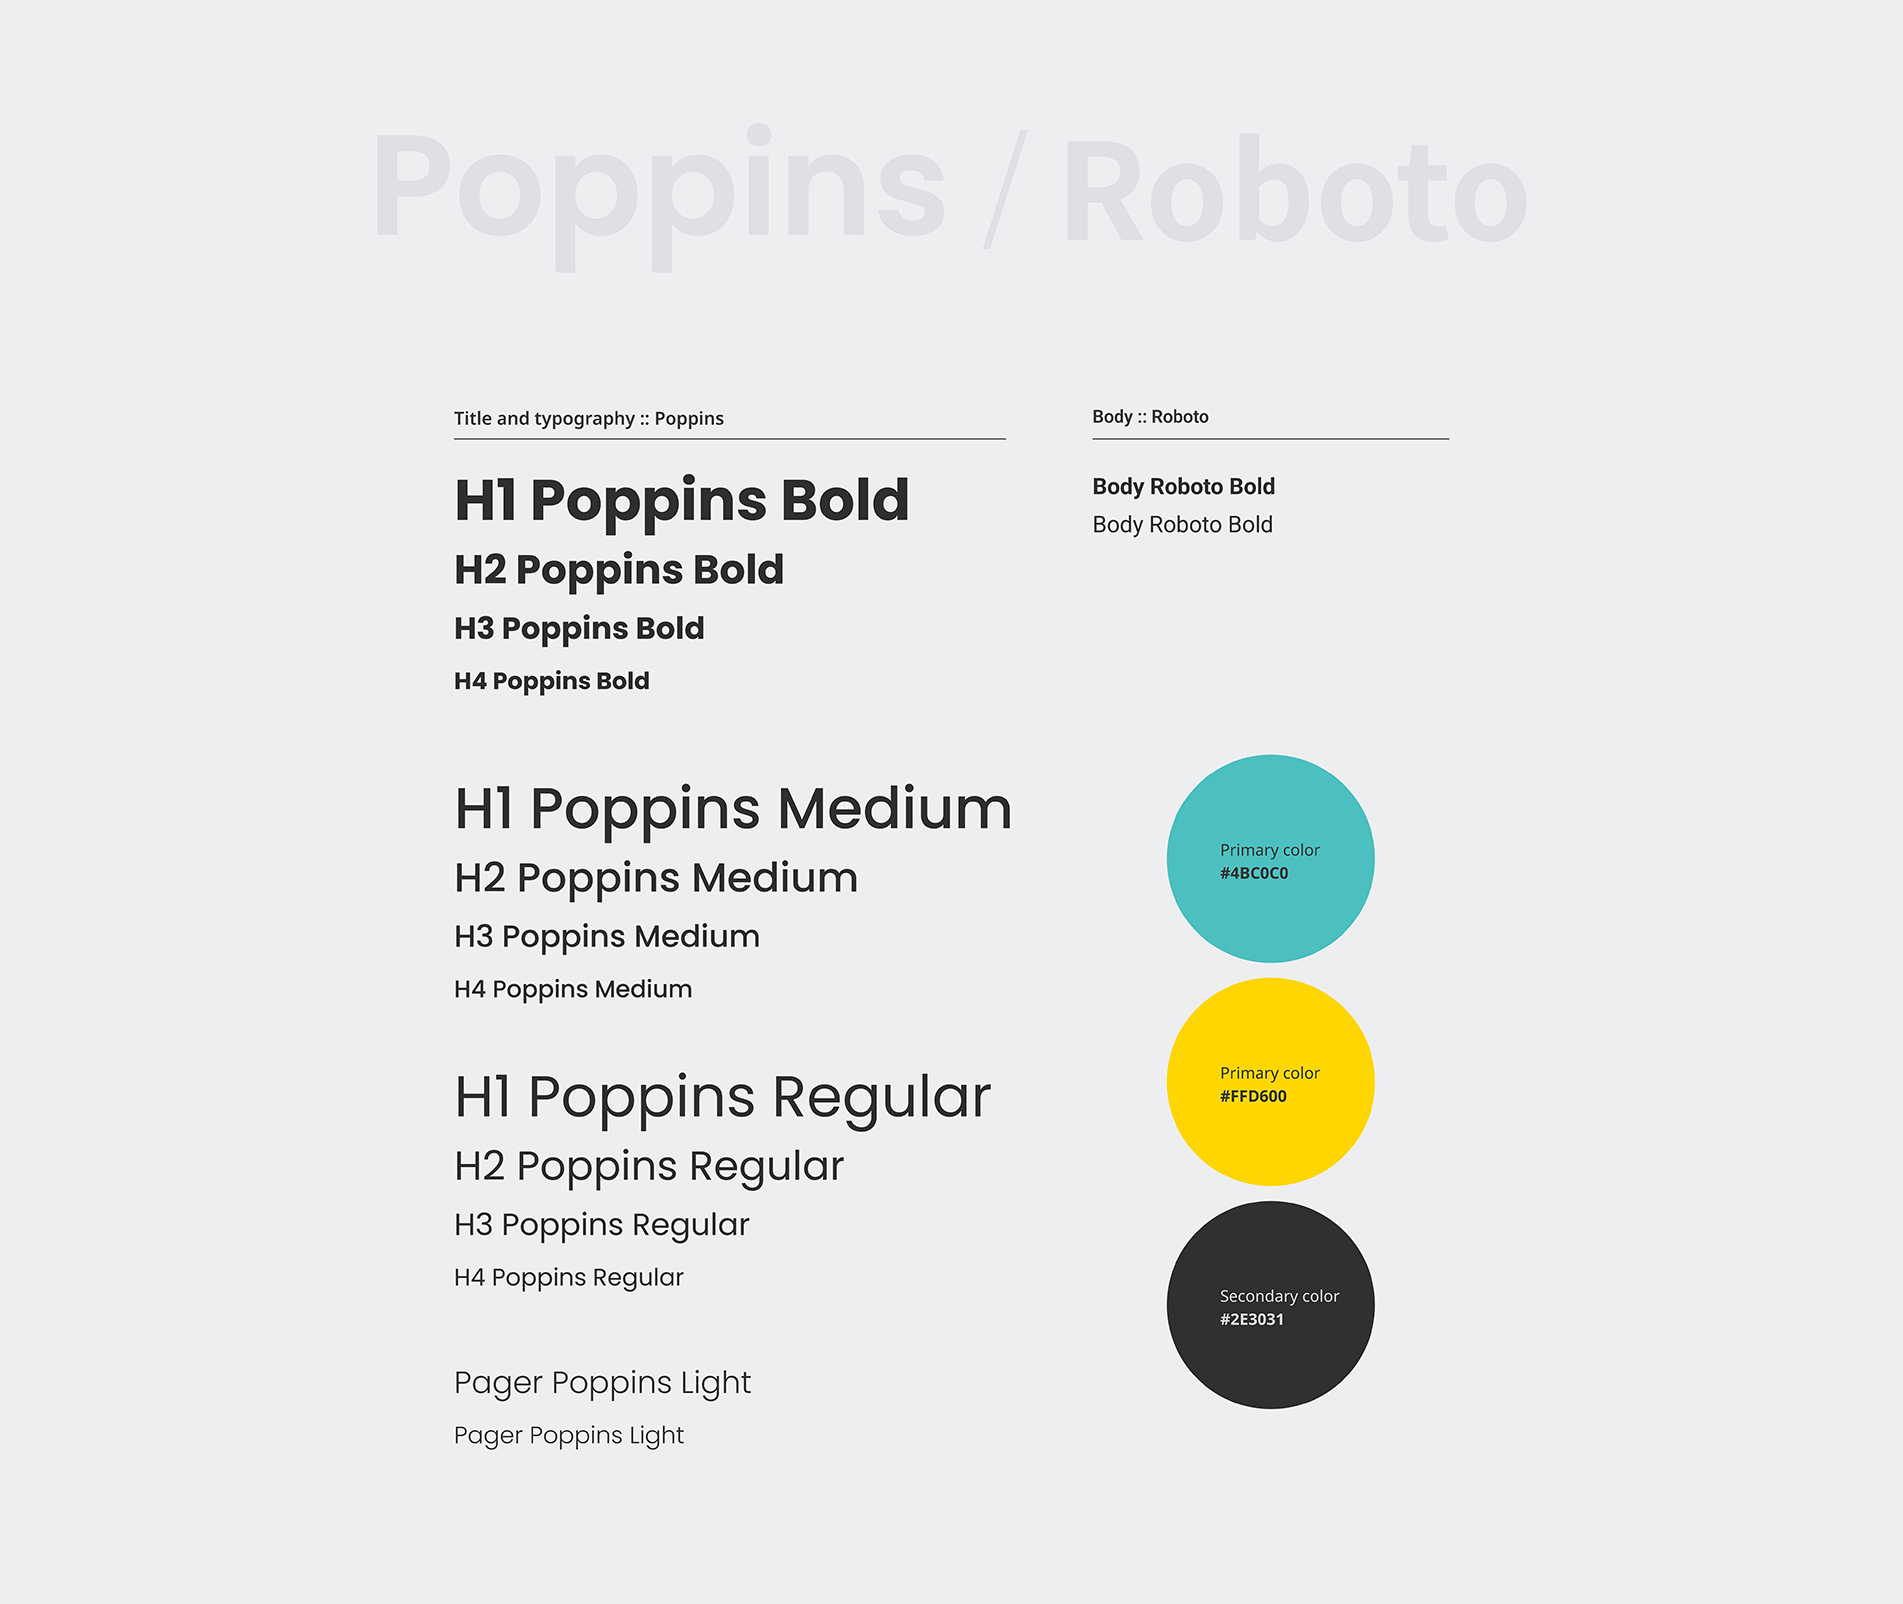 Poppins / Roboto
Title and typography :: Poppins
H1 Poppins Bold
H2 Poppins Bold
H3 Poppins Bold
H4 Poppins Bold
H1 Poppins Medium
H2 Poppins Medium
H3 Poppins Medium
H4 Poppins Medium
H1 Poppins Regular
H2 Poppins Regular
H3 Poppins Regular
H4 Poppins Regular
Pager Poppins Light
Pager Poppins Light
Body :: Roboto
Body Roboto Bold
Body Roboto Bold
Primary color
#4BC0C0
Primary color
#FFD600
Secondary color
#2E3031